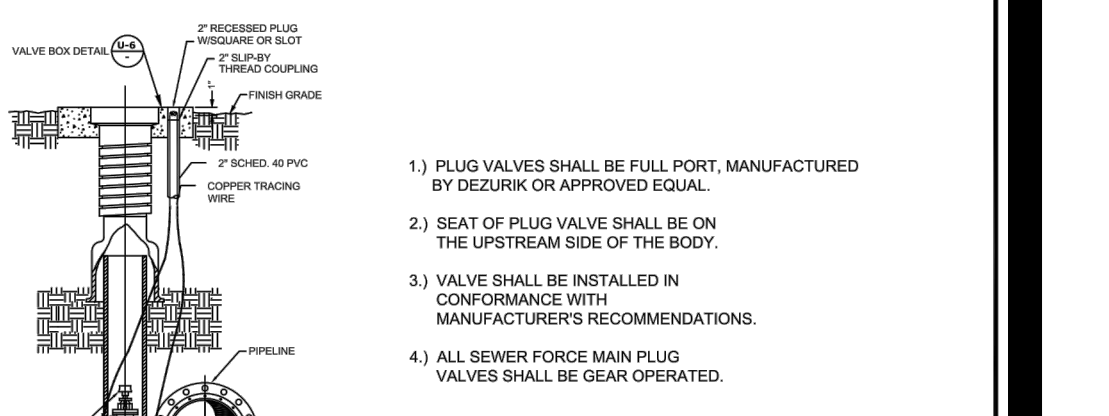 2" RECESSED PLUG
W/SQUARE OR SLOT
VALVE BOX DETAIL
U-6
-
2" SLIP-BY
THREAD COUPLING
1"
FINISH GRADE
2" SCHED. 40 PVC
COPPER TRACING
WIRE
PIPELINE
1.) PLUG VALVES SHALL BE FULL PORT, MANUFACTURED
BY DEZURIK OR APPROVED EQUAL.
2.) SEAT OF PLUG VALVE SHALL BE ON
THE UPSTREAM SIDE OF THE BODY.
3.) VALVE SHALL BE INSTALLED IN
CONFORMANCE WITH
MANUFACTURER'S RECOMMENDATIONS.
4.) ALL SEWER FORCE MAIN PLUG
VALVES SHALL BE GEAR OPERATED.